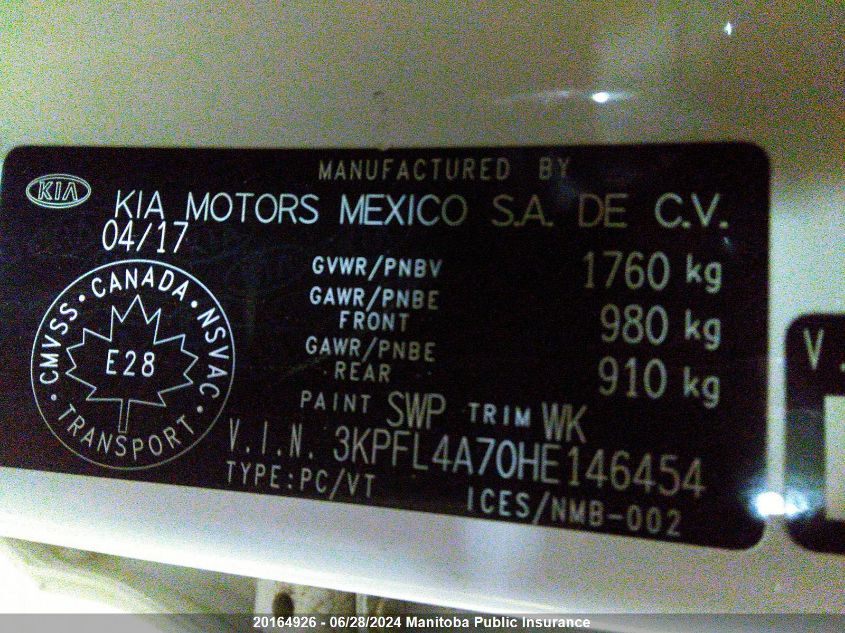 MANUFACTURED BY
KIA
KIA MOTORS MEXICO S.A. DE C.V.
04/17
GVWR/PNBV 1760 kg
GAWR/PNBE
FRONT 980 kg
GAWR/PNBE
REAR 910 kg
CMVSS • CANADA • NSVAC •
E28
TRANSPORT •
PAINT SWP TRIM WK
V.I.N. 3KPFL4A70HE146454
TYPE:PC/VT ICES/NMB-002
V.
20164926 - 06/28/2024 Manitoba Public Insurance